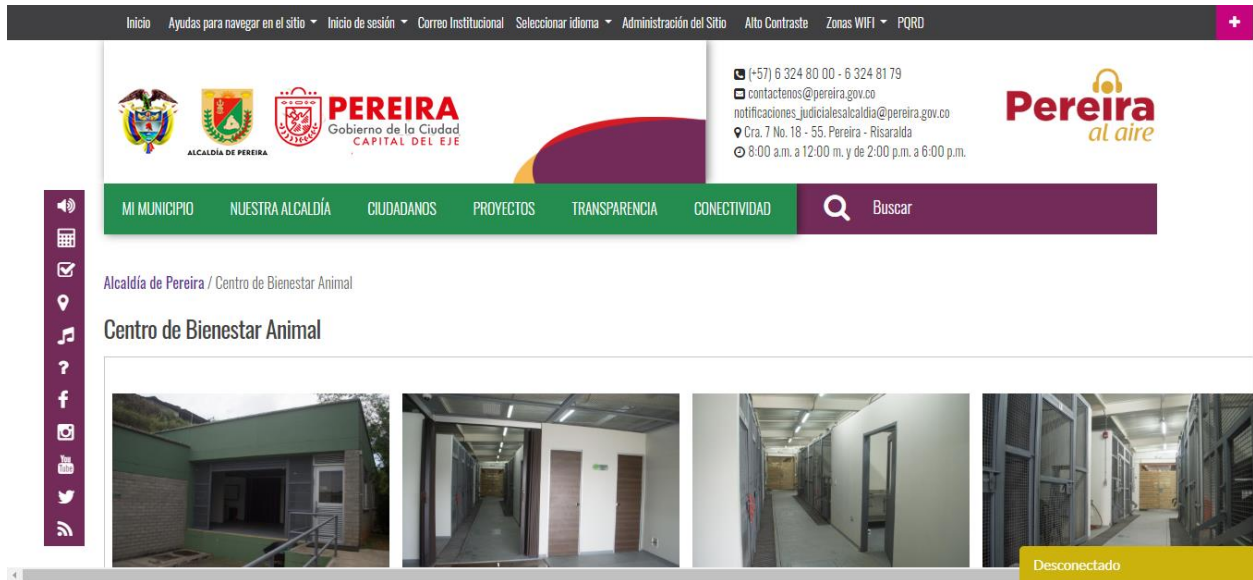 Inicio Ayudas para navegar en el sitio Inicio de sesión Correo Institucional Seleccionar idioma Administración del Sitio Alto Contraste Zonas WIFI PQRD
ALCALDÍA DE PEREIRA
PEREIRA
Gobierno de la Ciudad
CAPITAL DEL EJE
(+57) 6 324 80 00 - 6 324 81 79
contactenos@pereira.gov.co
notificaciones_judicialesalcaldia@pereira.gov.co
Cra. 7 No. 18 - 55. Pereira - Risaralda
8:00 a.m. a 12:00 m. y de 2:00 p.m. a 6:00 p.m.
Pereira
al aire
MI MUNICIPIO NUESTRA ALCALDÍA CIUDADANOS PROYECTOS TRANSPARENCIA CONECTIVIDAD Buscar
Alcaldía de Pereira / Centro de Bienestar Animal
Centro de Bienestar Animal
You
Tube
Desconectado